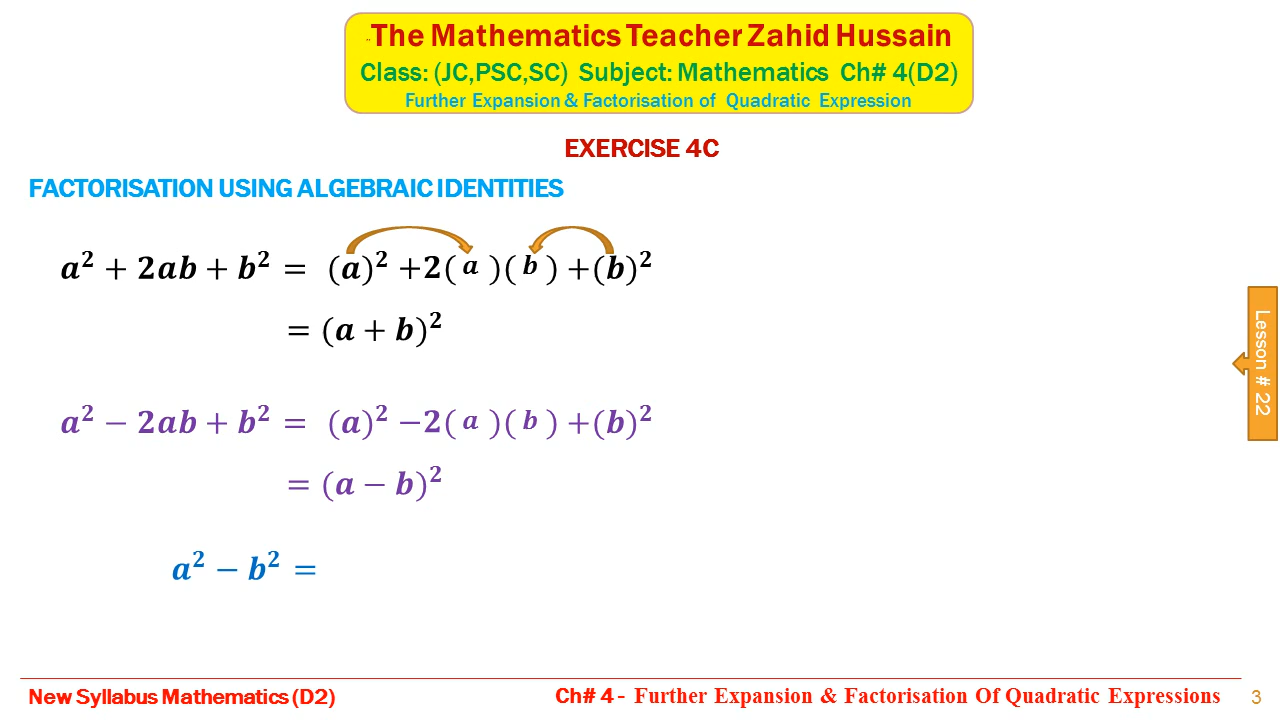 The Mathematics Teacher Zahid Hussain
Class: (JC,PSC,SC) Subject: Mathematics Ch# 4(D2)
Further Expansion & Factorisation of Quadratic Expression
EXERCISE 4C
FACTORISATION USING ALGEBRAIC IDENTITIES
a² + 2ab + b² = (a)² +2( a )( b ) +(b)²
= (a + b)²
Lesson # 22
a² − 2ab + b² = (a)² −2( a )( b ) +(b)²
= (a − b)²
a² − b² =
New Syllabus Mathematics (D2)
Ch# 4 - Further Expansion & Factorisation Of Quadratic Expressions
3